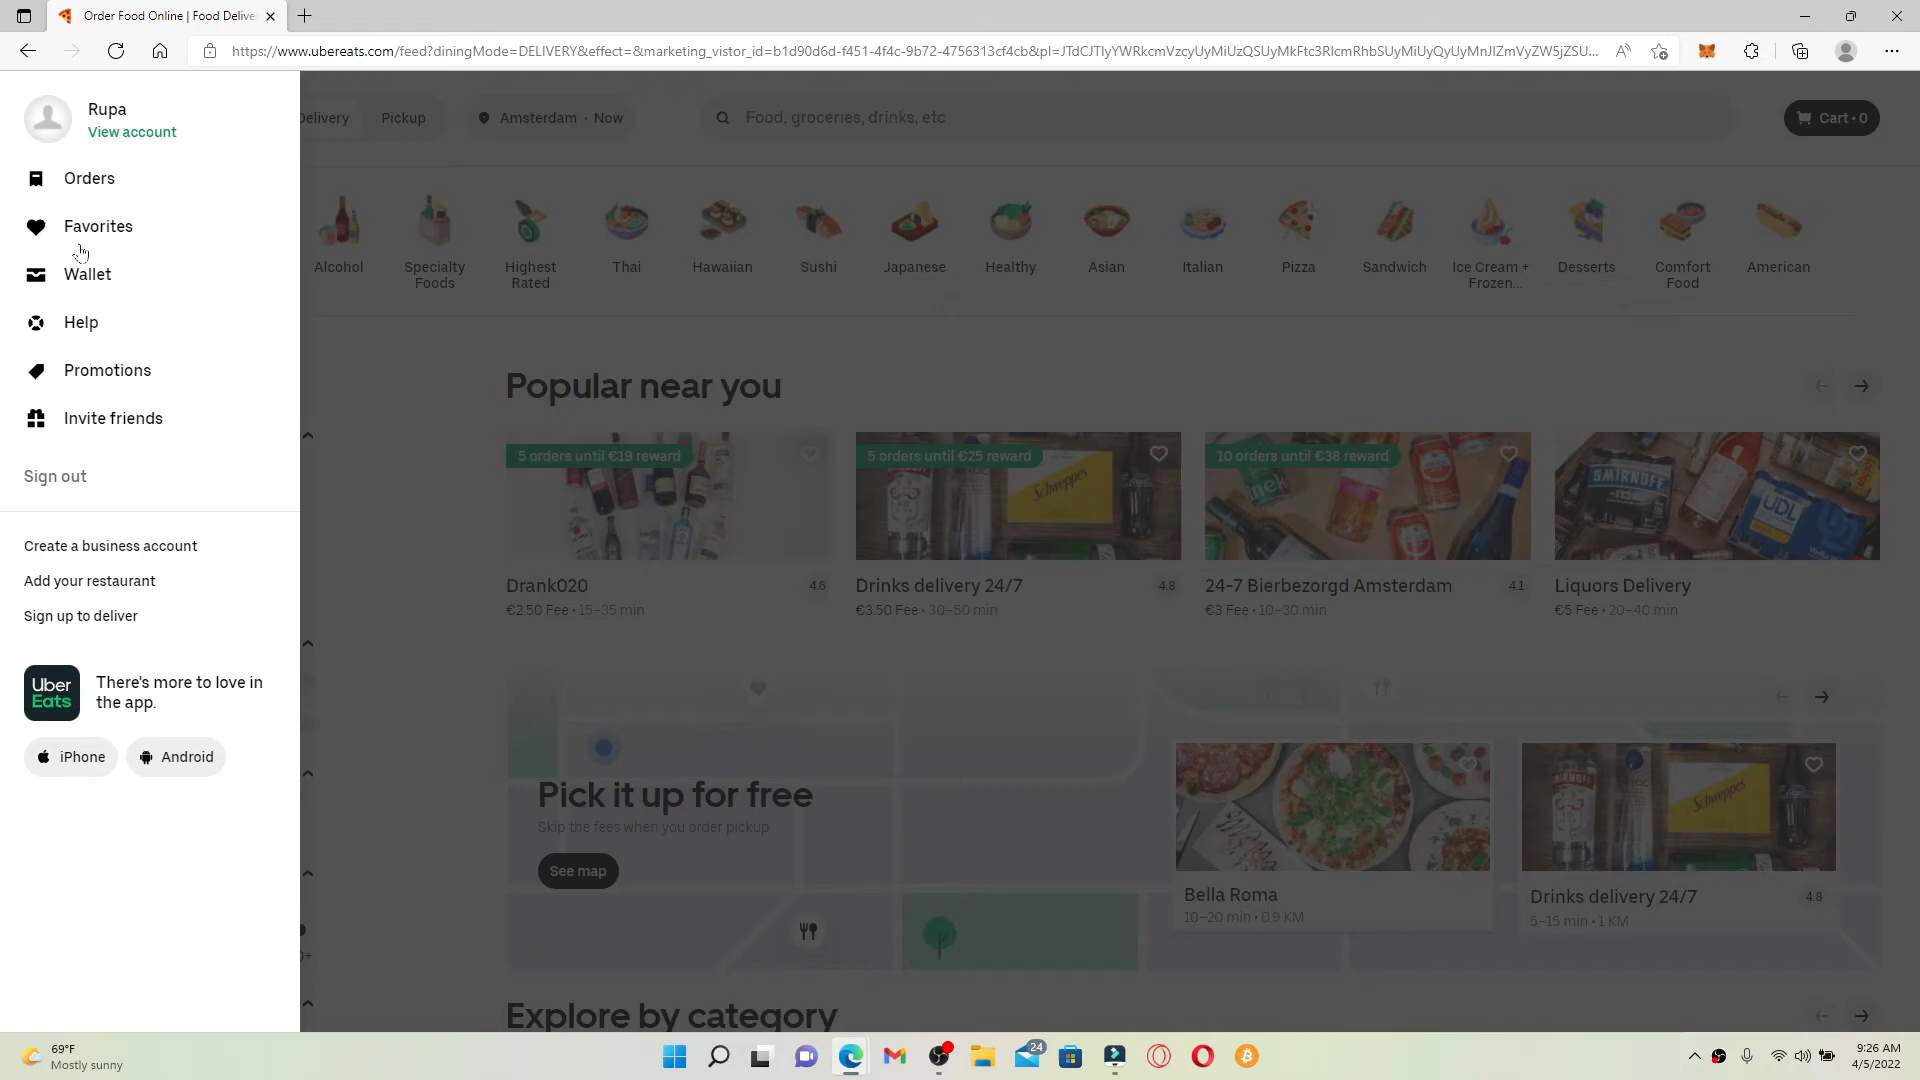 Order Food Online | Food Delive
https://www.ubereats.com/feed?diningMode=DELIVERY&effect=&marketing_vistor_id=b1d90d6d-f451-4f4c-9b72-4756313cf4cb&pl=JTdCJTIyYWRkcmVzcyUyMiUzQSUyMkFtc3RlcmRhbSUyMiUyQyUyMnJlZmVyZW5jZSU...
Rupa
View account
Orders
Favorites
Wallet
Help
Promotions
Invite friends
Sign out
Create a business account
Add your restaurant
Sign up to deliver
Uber
Eats
There's more to love in
the app.
iPhone
Android
Delivery
Pickup
Amsterdam • Now
Food, groceries, drinks, etc
Cart • 0
Alcohol
Specialty
Foods
Highest
Rated
Thai
Hawaiian
Sushi
Japanese
Healthy
Asian
Italian
Pizza
Sandwich
Ice Cream +
Frozen...
Desserts
Comfort
Food
American
Popular near you
5 orders until €19 reward
Drank020
4.6
€2.50 Fee • 15–35 min
5 orders until €25 reward
Schweppes
Drinks delivery 24/7
4.8
€3.50 Fee • 30–50 min
10 orders until €38 reward
24-7 Bierbezorgd Amsterdam
4.1
€3 Fee • 10–30 min
SMIRNOFF
UDL
Liquors Delivery
€5 Fee • 20–40 min
Pick it up for free
Skip the fees when you order pickup
See map
Bella Roma
10–20 min • 0.9 KM
Schweppes
Drinks delivery 24/7
4.8
5–15 min • 1 KM
Explore by category
69°F
Mostly sunny
24
9:26 AM
4/5/2022